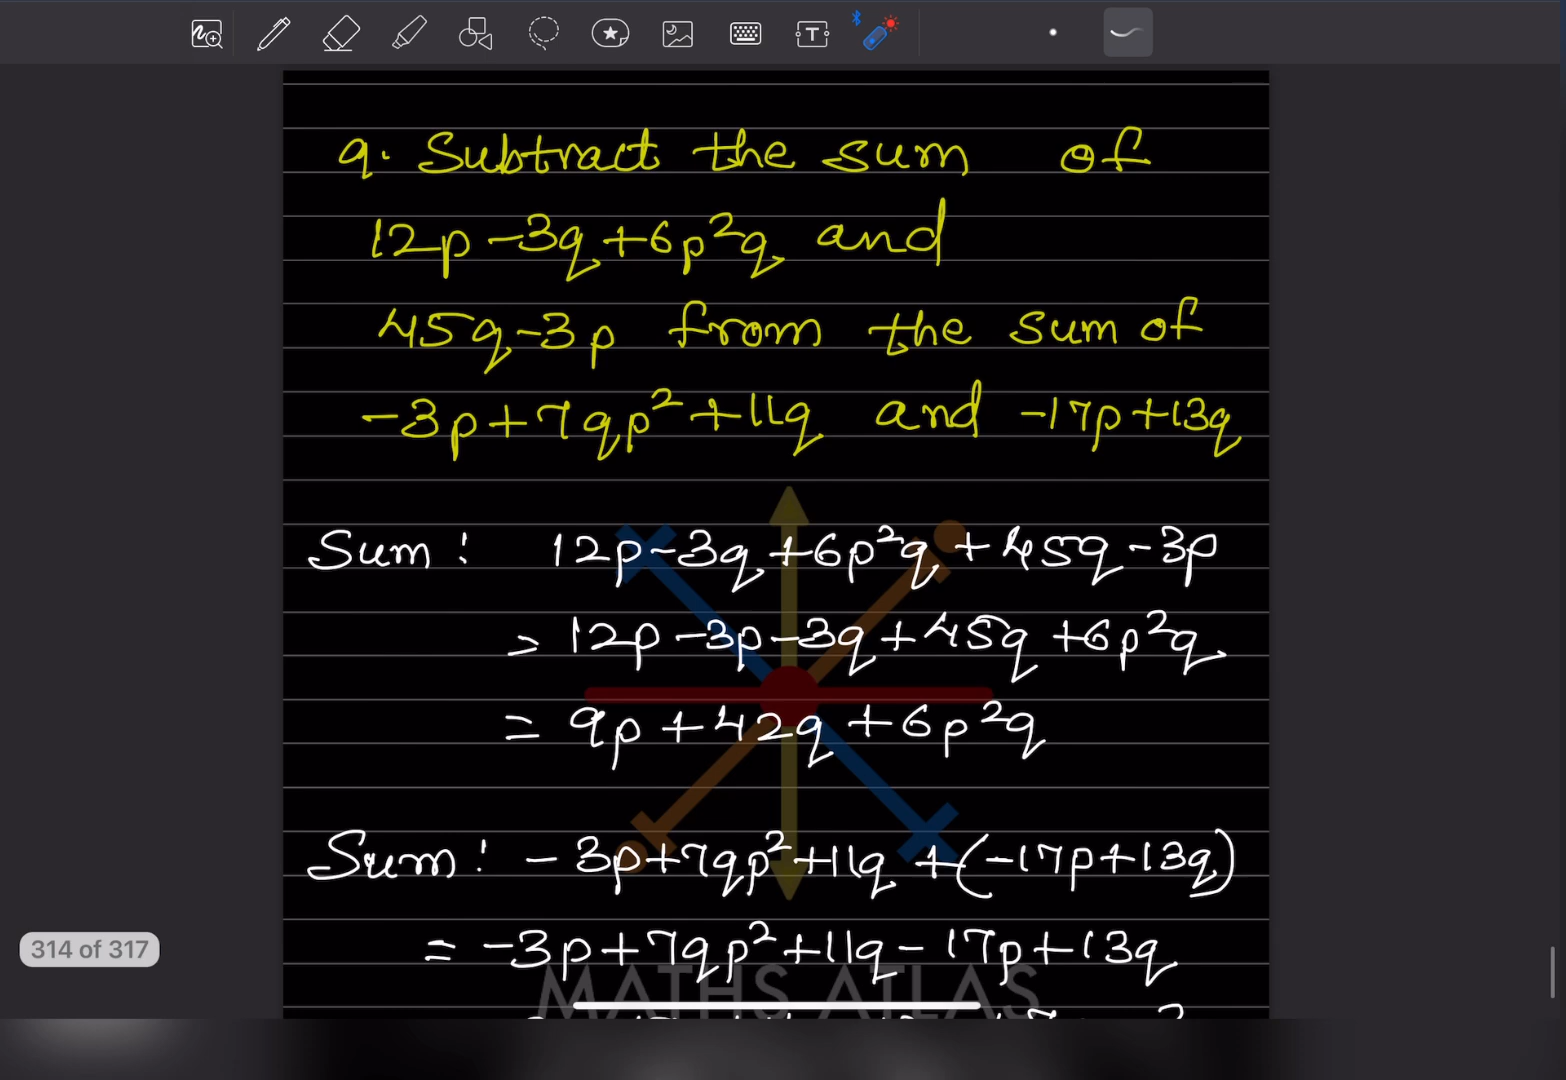 9. Subtract the sum of
12p-3q+6p²q and
45q-3p from the sum of
-3p+7qp²+11q and -17p+13q
Sum: 12p-3q+6p²q+45q-3p
= 12p-3p-3q+45q+6p²q
= 9p+42q+6p²q
Sum: -3p+7qp²+11q+(-17p+13q)
= -3p+7qp²+11q-17p+13q
314 of 317
MATHS ATLAS